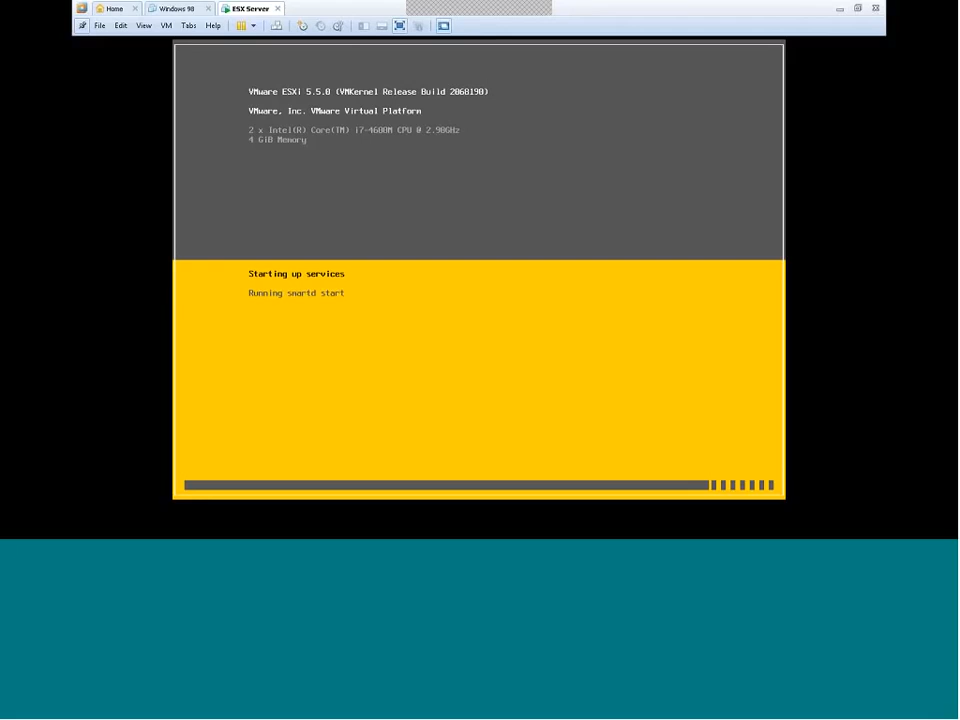 Home Windows 98 ESX Server
File Edit View VM Tabs Help
VMware ESXi 5.5.0 (VMKernel Release Build 2068190)
VMware, Inc. VMware Virtual Platform
2 x Intel(R) Core(TM) i7-4600M CPU @ 2.90GHz
4 GiB Memory
Starting up services
Running smartd start